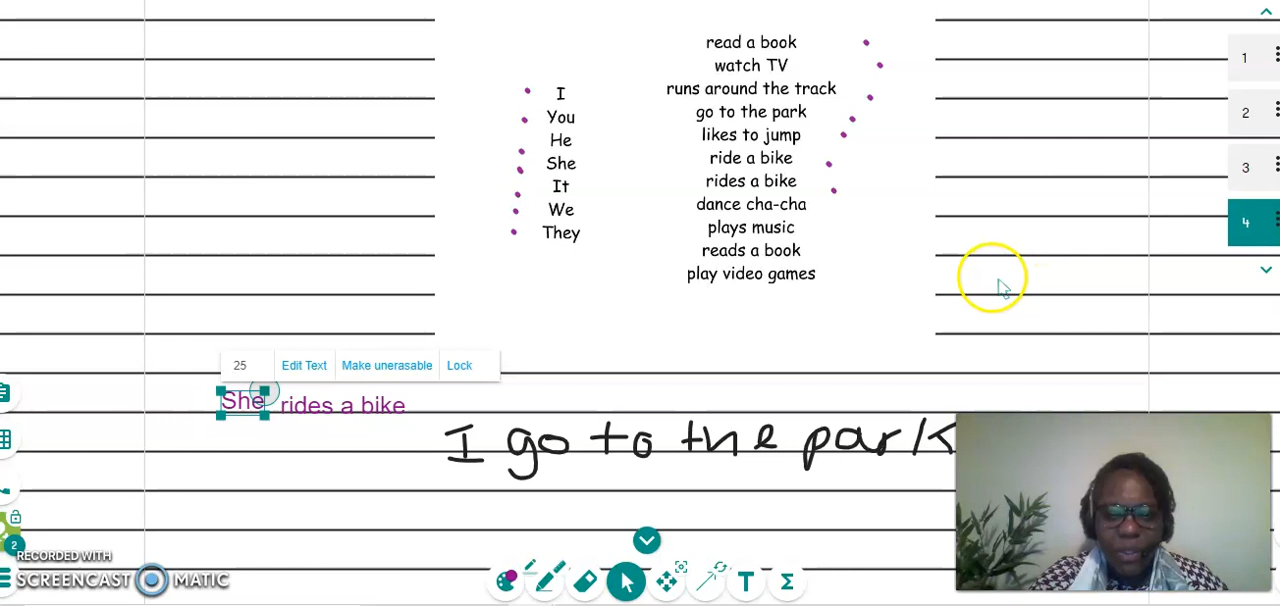 read a book
watch TV
runs around the track
go to the park
likes to jump
ride a bike
rides a bike
dance cha-cha
plays music
reads a book
play video games
I
You
He
She
It
We
They
1
2
3
4
25 Edit Text Make unerasable Lock
She rides a bike
I go to the park
2
RECORDED WITH
SCREENCAST MATIC
T Σ